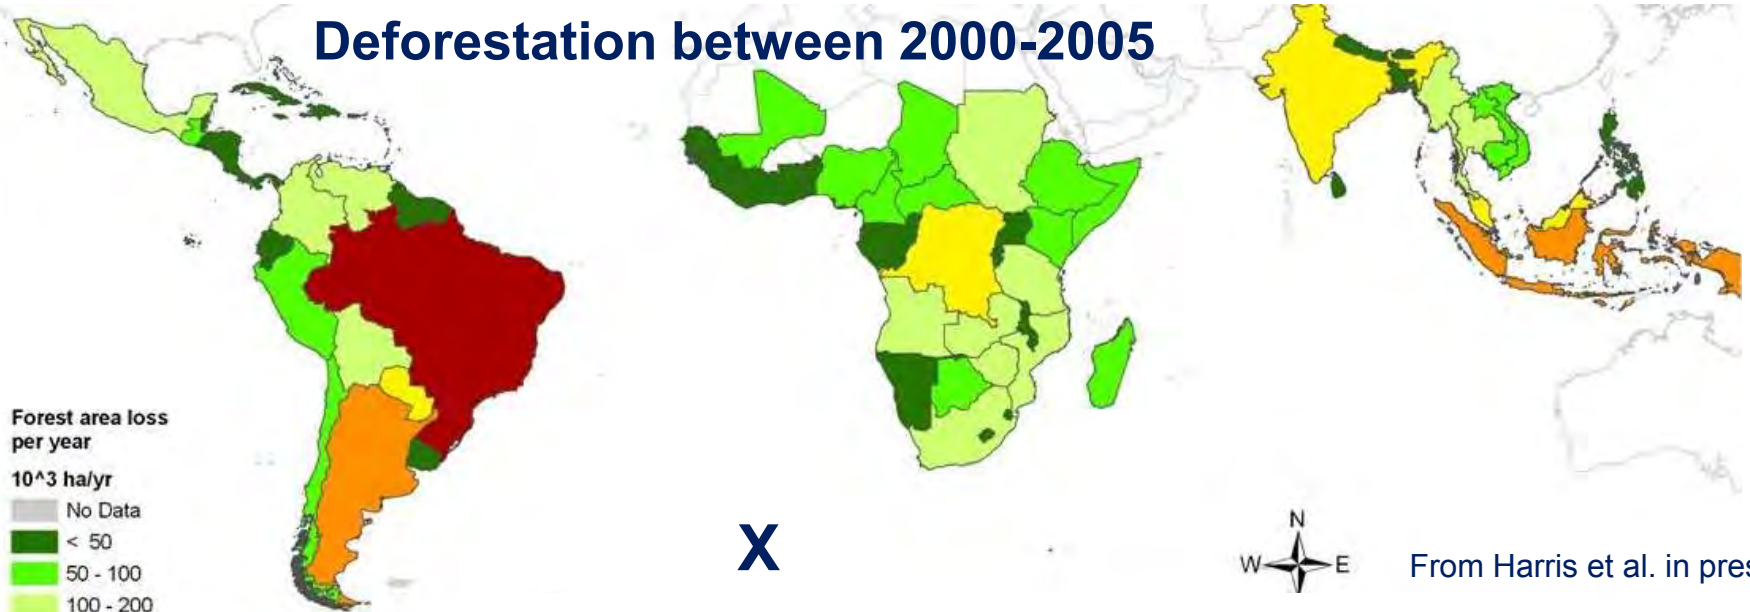 Deforestation between 2000-2005
Forest area loss
per year
10^3 ha/yr
No Data
< 50
50 - 100
100 - 200
X
N
W E
From Harris et al. in pres